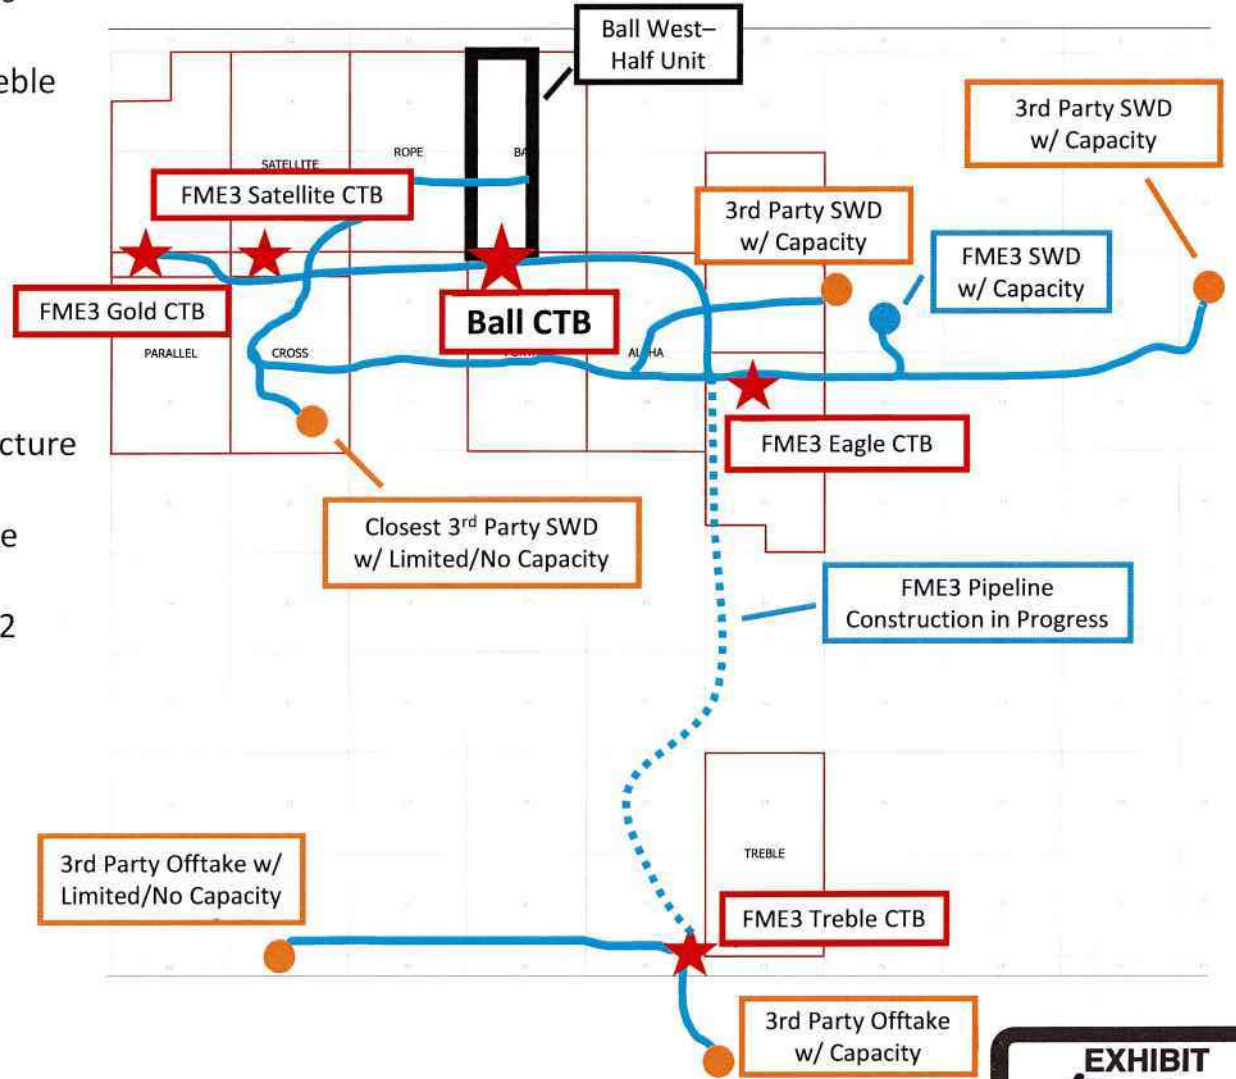 Ball West–
Half Unit
eble
3rd Party SWD
w/ Capacity
ROPE
BA
SATELLITE
FME3 Satellite CTB
3rd Party SWD
w/ Capacity
FME3 SWD
w/ Capacity
FME3 Gold CTB
Ball CTB
PARALLEL
CROSS
AL HA
FME3 Eagle CTB
cture
Closest 3rd Party SWD
w/ Limited/No Capacity
e
FME3 Pipeline
Construction in Progress
2
TREBLE
3rd Party Offtake w/
Limited/No Capacity
FME3 Treble CTB
3rd Party Offtake
w/ Capacity
EXHIBIT